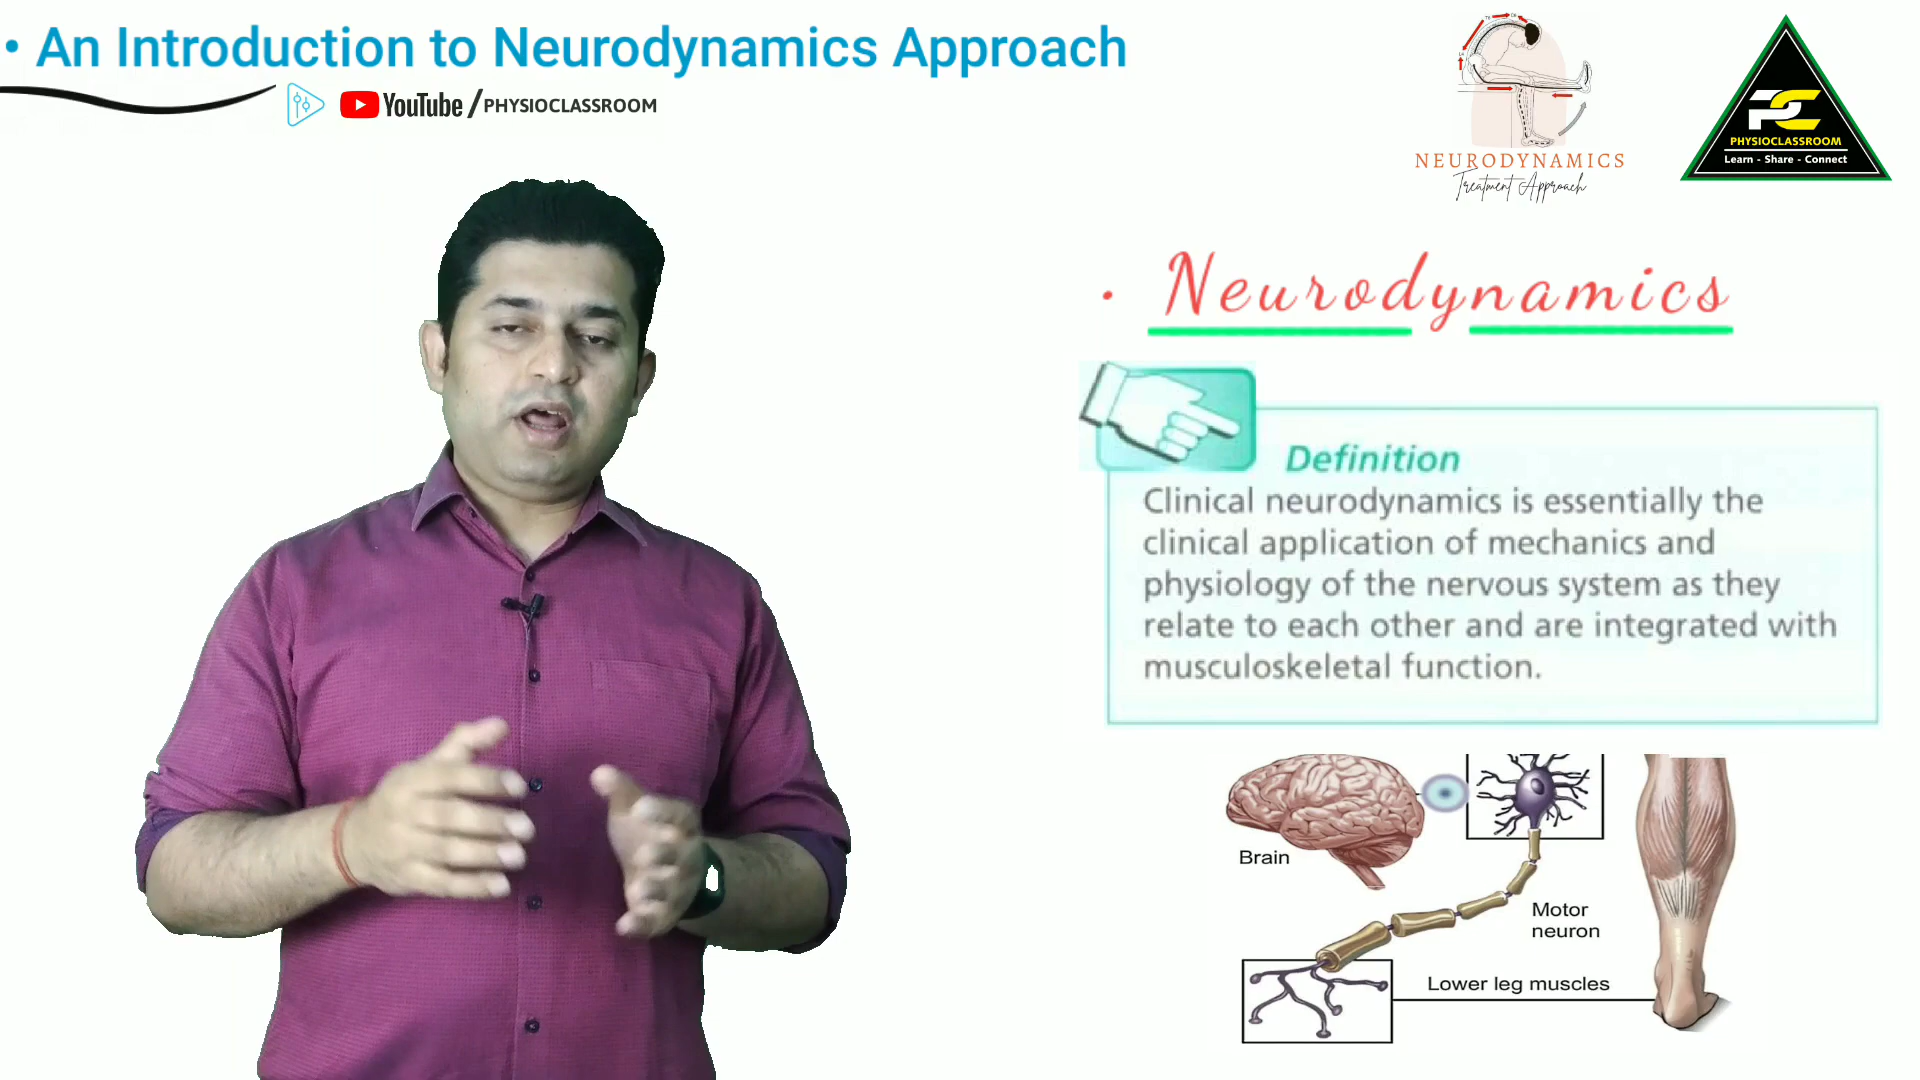 • An Introduction to Neurodynamics Approach
YouTube / PHYSIOCLASSROOM
NEURODYNAMICS
Treatment Approach
PC
PHYSIOCLASSROOM
Learn - Share - Connect
• Neurodynamics
Definition
Clinical neurodynamics is essentially the
clinical application of mechanics and
physiology of the nervous system as they
relate to each other and are integrated with
musculoskeletal function.
Brain
Motor
neuron
Lower leg muscles